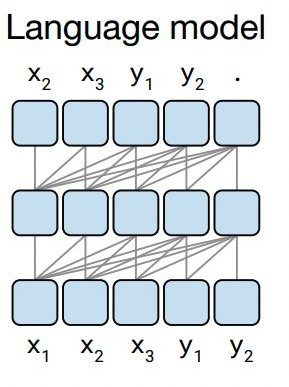 Language model
x₂ x₃ y₁ y₂ .
x₁ x₂ x₃ y₁ y₂